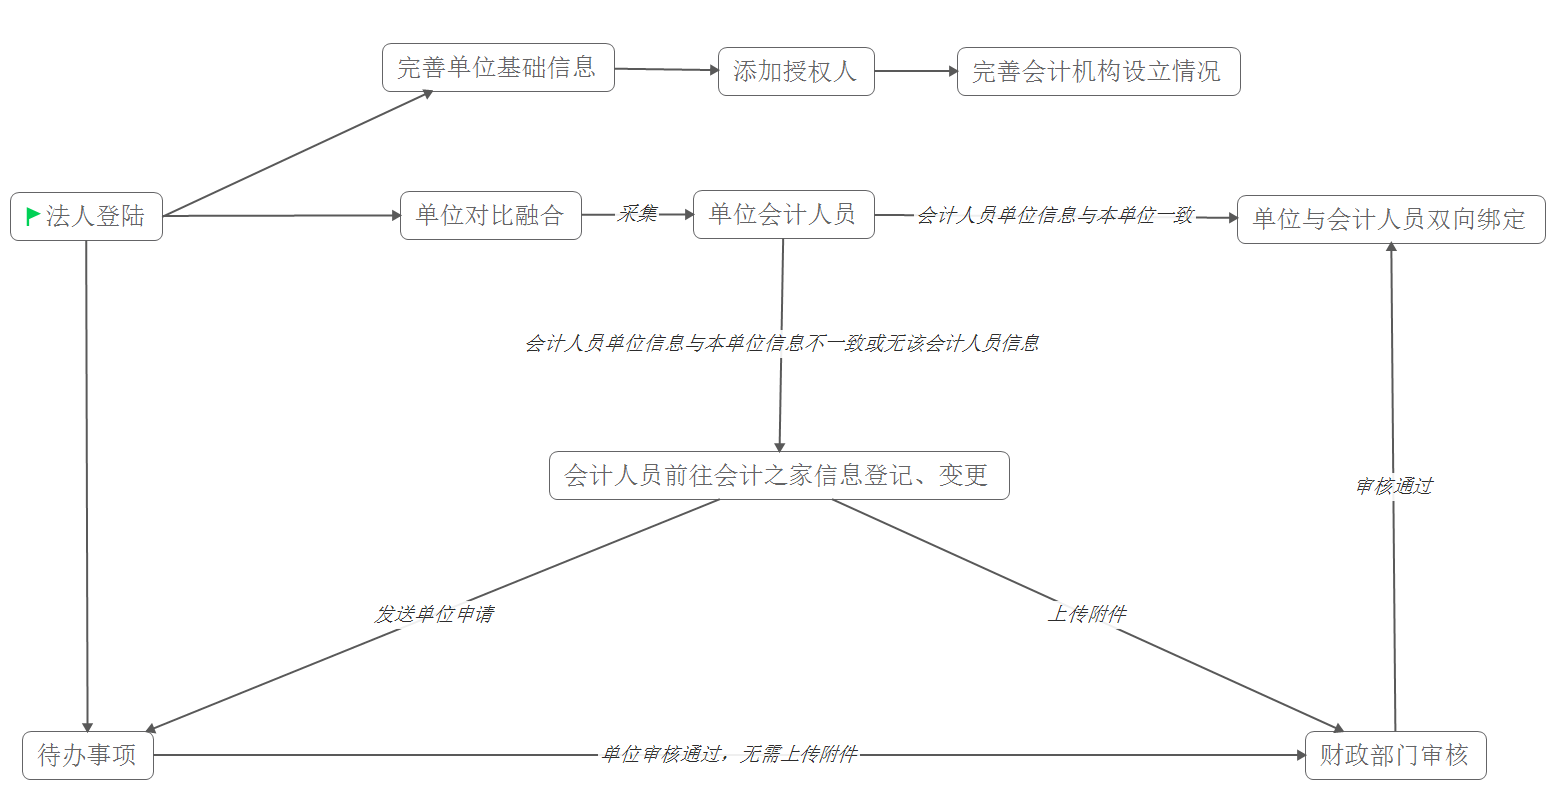 完善单位基础信息
添加授权人
完善会计机构设立情况
法人登陆
单位对比融合
采集
单位会计人员
会计人员单位信息与本单位一致
单位与会计人员双向绑定
会计人员单位信息与本单位信息不一致或无该会计人员信息
会计人员前往会计之家信息登记、变更
审核通过
发送单位申请
上传附件
待办事项
单位审核通过，无需上传附件
财政部门审核